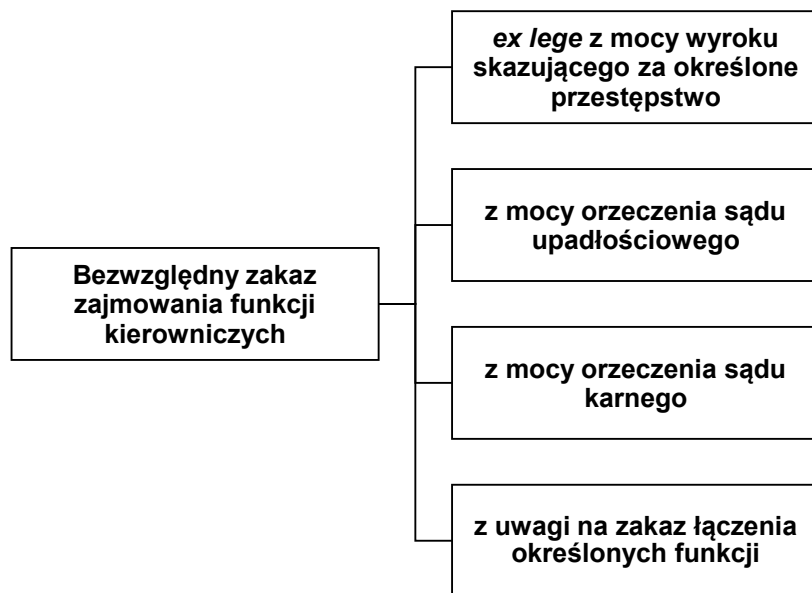 ex lege z mocy wyroku
skazującego za określone
przestępstwo
z mocy orzeczenia sądu
upadłościowego
Bezwzględny zakaz
zajmowania funkcji
kierowniczych
z mocy orzeczenia sądu
karnego
z uwagi na zakaz łączenia
określonych funkcji